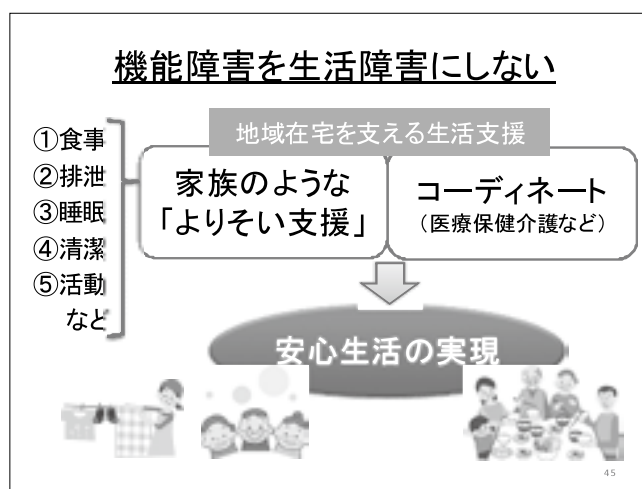 機能障害を生活障害にしない
地域在宅を支える生活支援
①食事
②排泄
③睡眠
④清潔
⑤活動
など
家族のような
「よりそい支援」
コーディネート
（医療保健介護など）
安心生活の実現
45